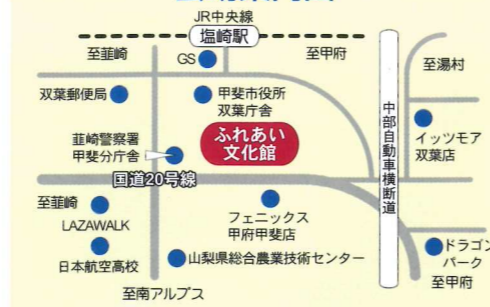 JR中央線
塩崎駅
至韮崎
GS
至甲府
至湯村
双葉郵便局
甲斐市役所
双葉庁舎
中部自動車横断道
イッツモア
双葉店
韮崎警察署
甲斐分庁舎
ふれあい
文化館
国道20号線
至韮崎
LAZAWALK
フェニックス
甲府甲斐店
日本航空高校
山梨県総合農業技術センター
ドラゴン
パーク
至甲府
至南アルプス